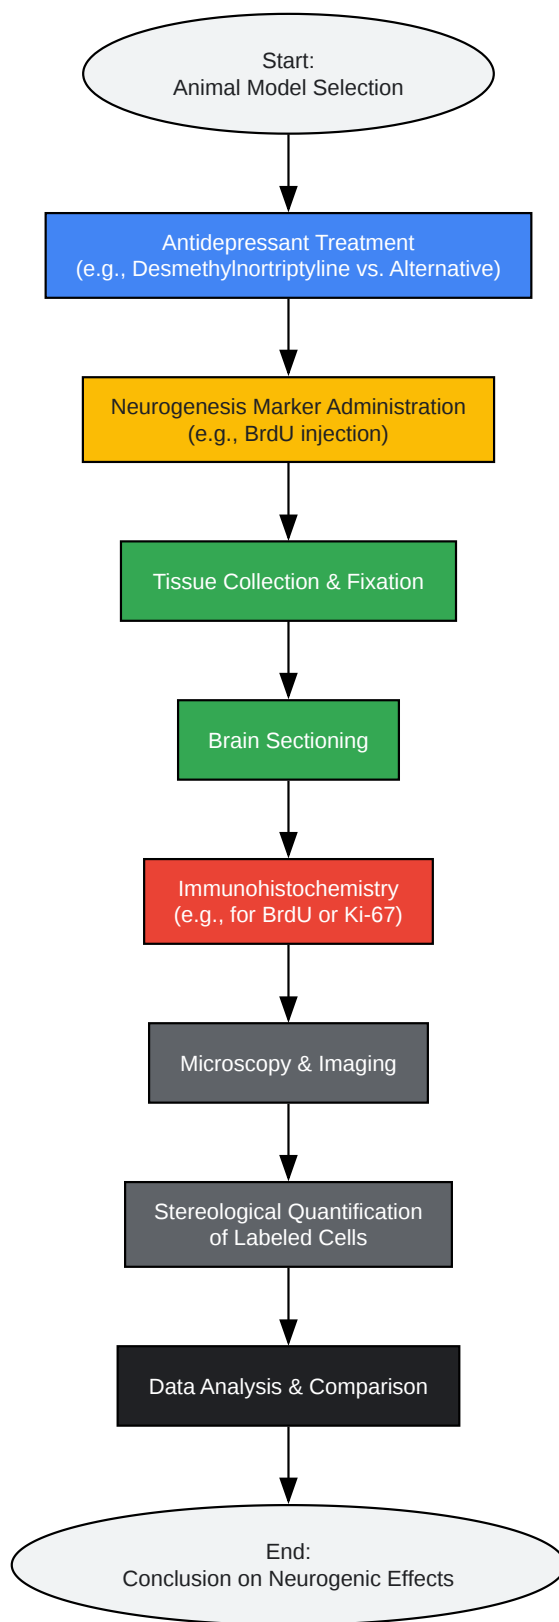 Start:
Animal Model Selection
Antidepressant Treatment
(e.g., Desmethylnortriptyline vs. Alternative)
Neurogenesis Marker Administration
(e.g., BrdU injection)
Tissue Collection & Fixation
Brain Sectioning
Immunohistochemistry
(e.g., for BrdU or Ki-67)
Microscopy & Imaging
Stereological Quantification
of Labeled Cells
Data Analysis & Comparison
End:
Conclusion on Neurogenic Effects